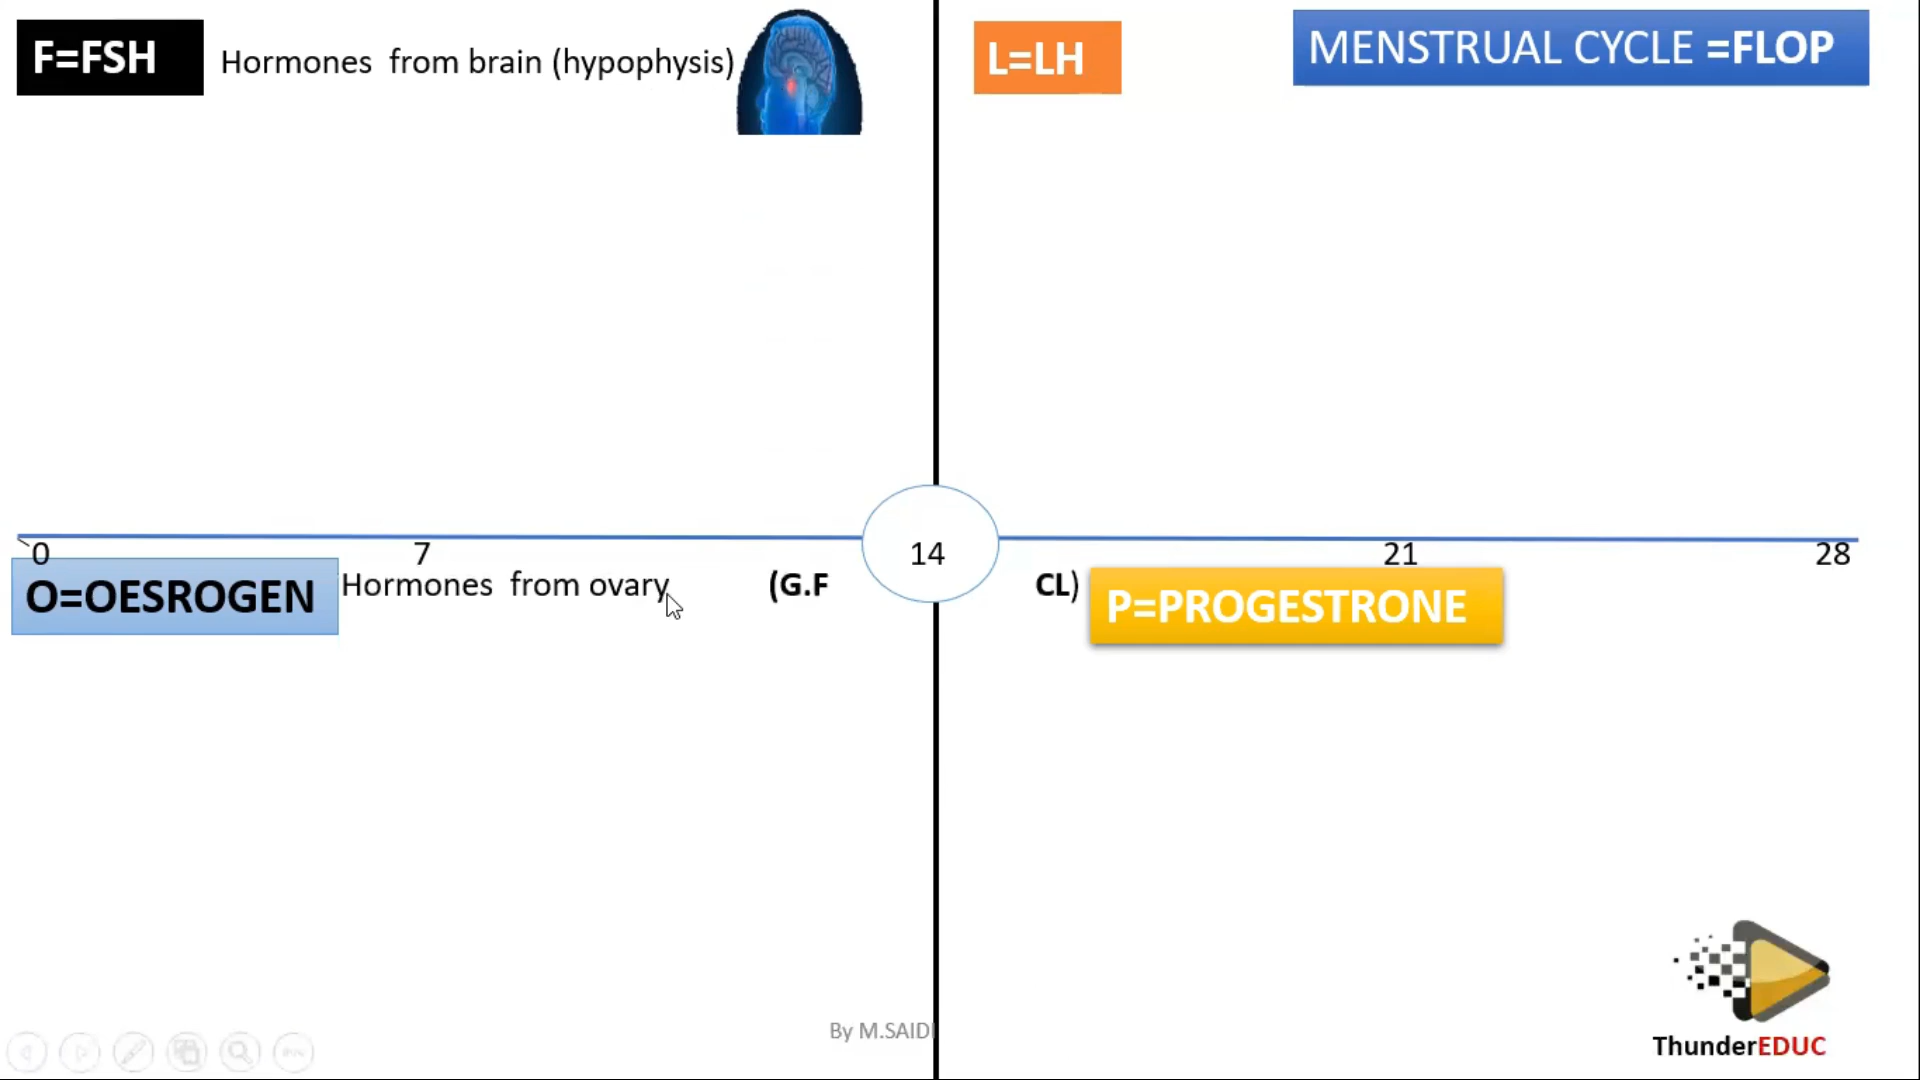 F=FSH
Hormones from brain (hypophysis)
L=LH
MENSTRUAL CYCLE =FLOP
0
7
14
21
28
O=OESROGEN
Hormones from ovary
(G.F
CL)
P=PROGESTRONE
By M.SAIDI
ThunderEDUC